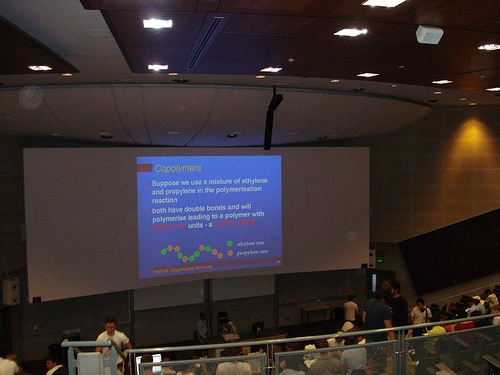 Copolymers
Suppose we use a mixture of ethylene
and propylene in the polymerisation
reaction
both have double bonds and will
polymerise leading to a polymer with
units - a
ethylene mer
propylene mer